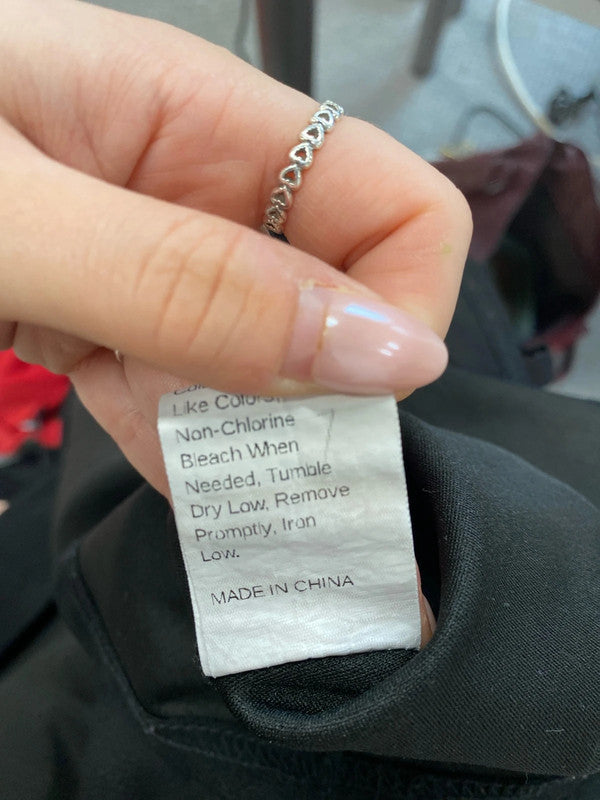 Like Colors,
Non-Chlorine
Bleach When
Needed, Tumble
Dry Low, Remove
Promptly, Iron
Low.
MADE IN CHINA